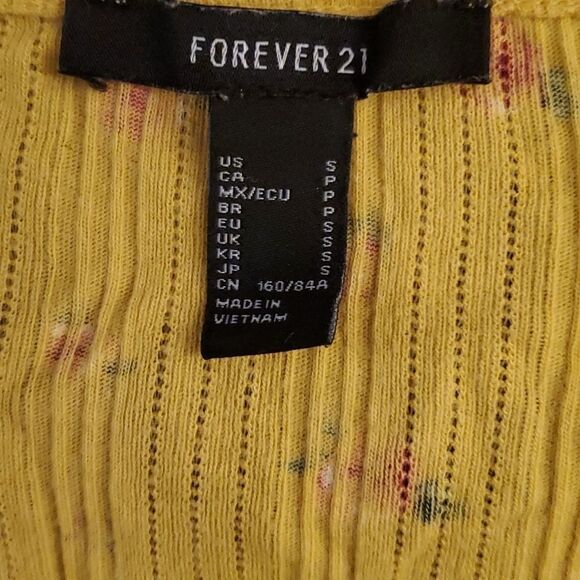 FOREVER 21
US S
CA P
MX/ECU P
BR P
EU S
UK S
KR S
JP S
CN 160/84A
MADE IN
VIETNAM